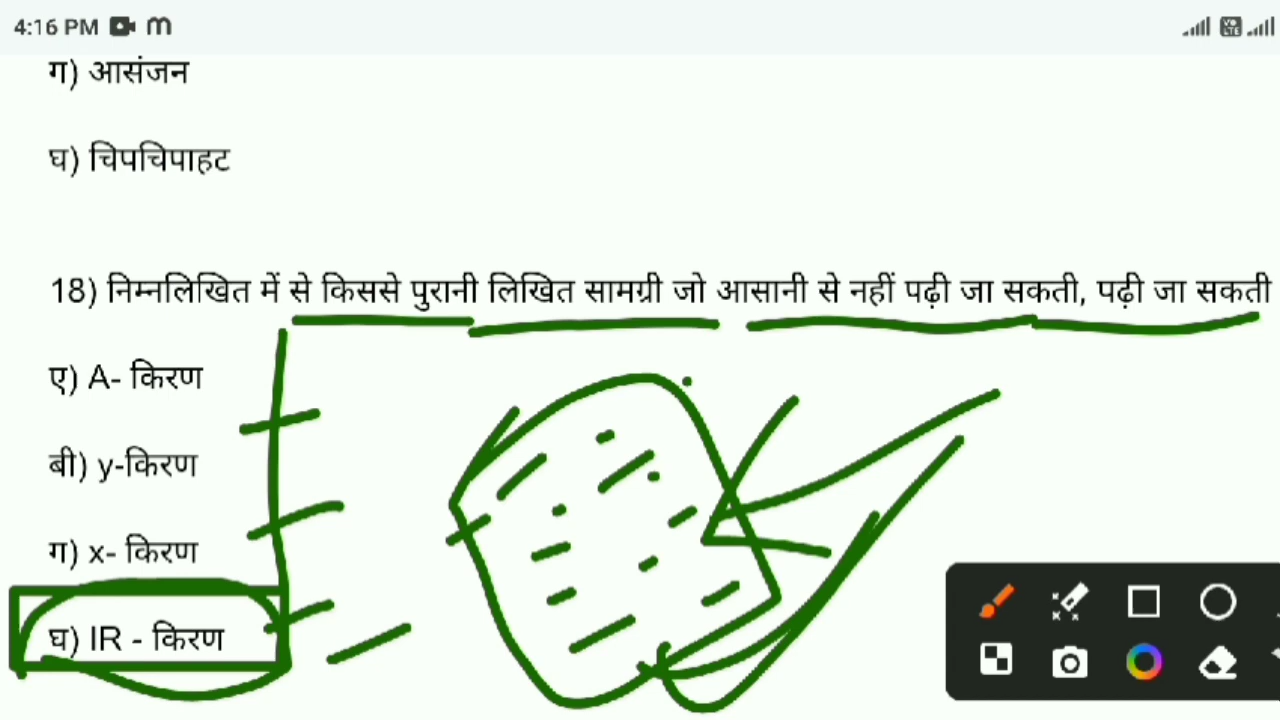 4:16 PM
ग) आसंजन
घ) चिपचिपाहट
18) निम्नलिखित में से किससे पुरानी लिखित सामग्री जो आसानी से नहीं पढ़ी जा सकती, पढ़ी जा सकती
ए) A- किरण
बी) y-किरण
ग) x- किरण
घ) IR - किरण